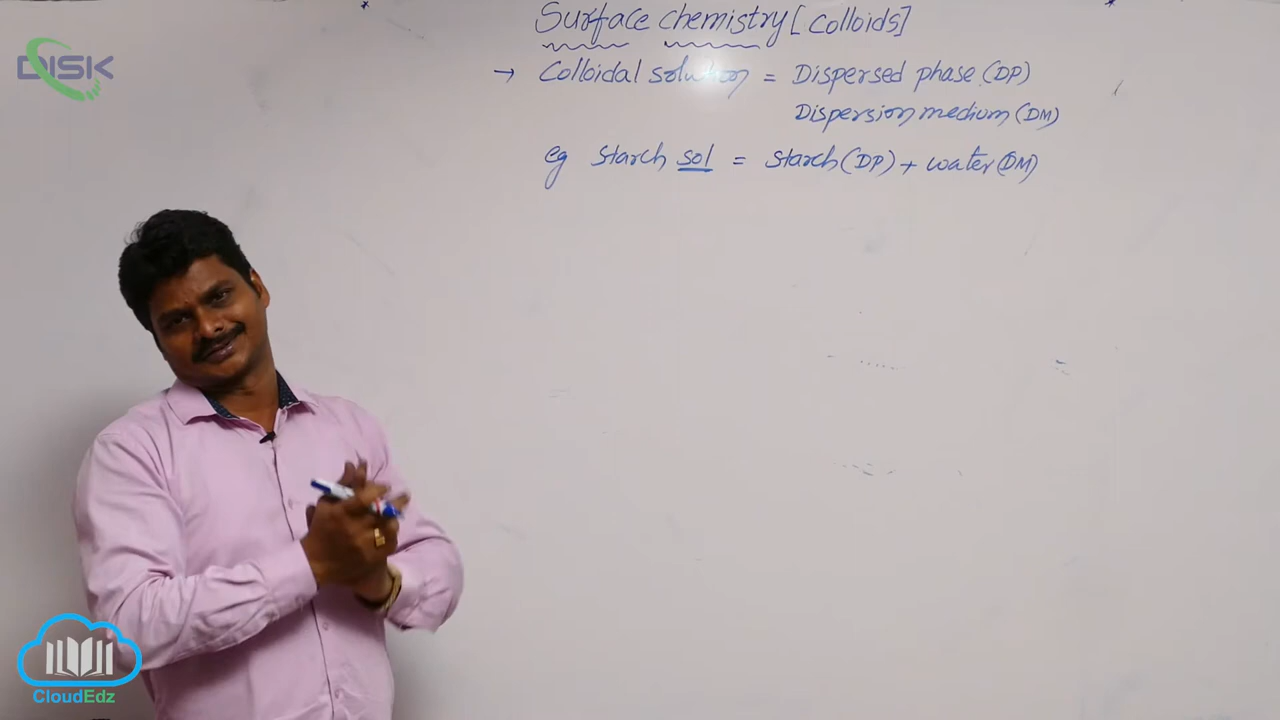 Surface chemistry [Colloids]
→ Colloidal solution = Dispersed phase (DP)
Dispersion medium (DM)
eg starch sol = starch (DP) + water (DM)
DISK
CloudEdz